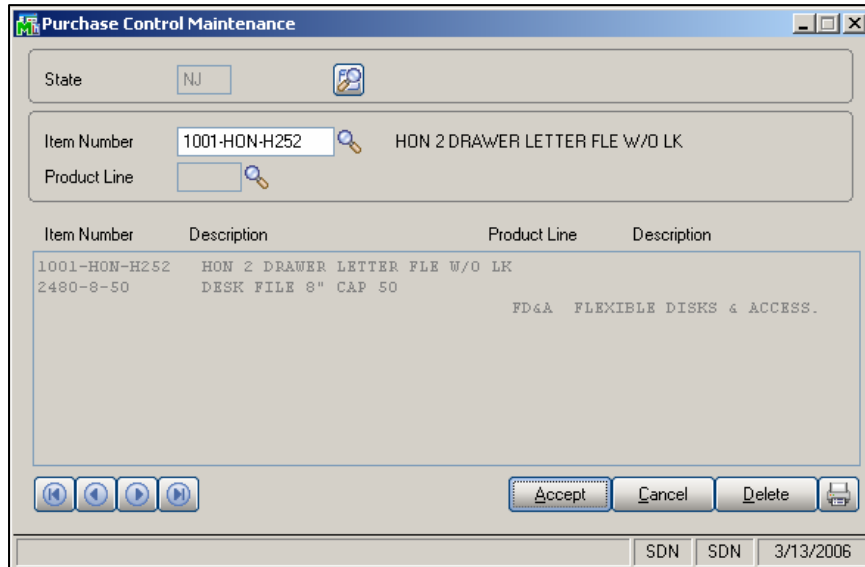 Purchase Control Maintenance
State NJ
Item Number 1001-HON-H252 HON 2 DRAWER LETTER FLE W/O LK
Product Line
Item Number Description Product Line Description
1001-HON-H252 HON 2 DRAWER LETTER FLE W/O LK
2480-8-50 DESK FILE 8" CAP 50
FD&A FLEXIBLE DISKS & ACCESS.
Accept Cancel Delete
SDN SDN 3/13/2006